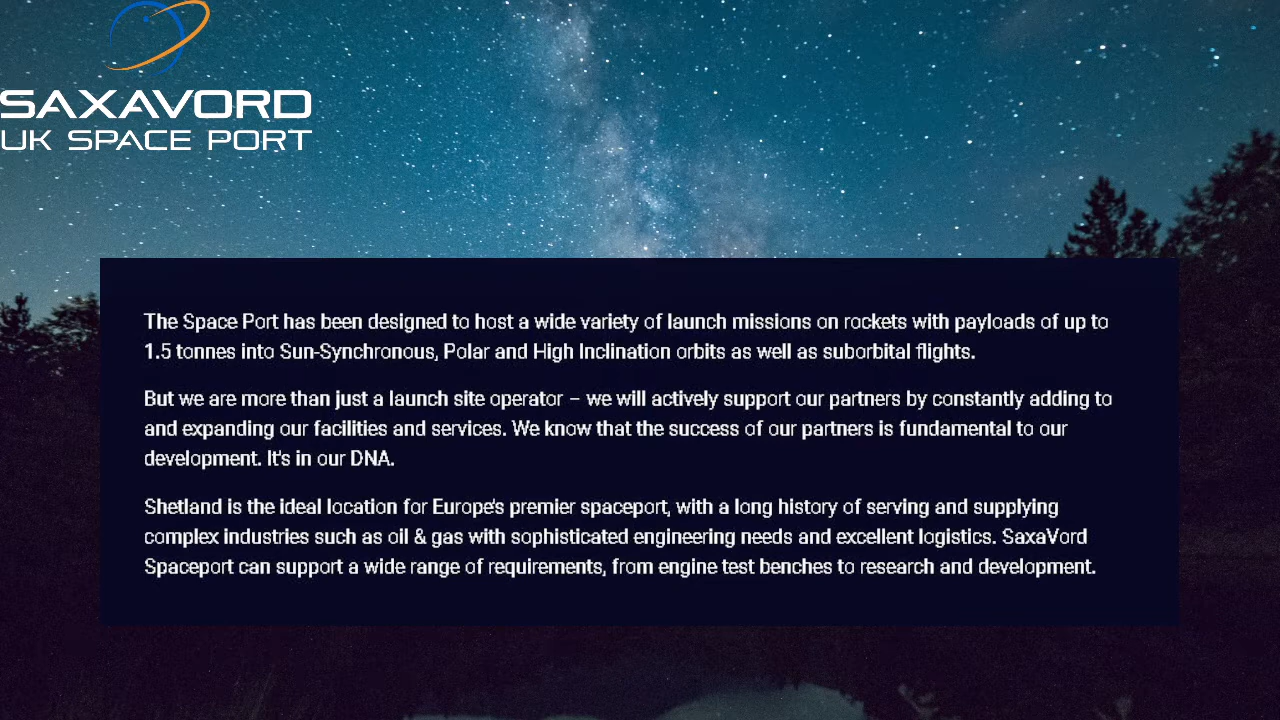 SAXAVORD
UK SPACE PORT
The Space Port has been designed to host a wide variety of launch missions on rockets with payloads of up to
1.5 tonnes into Sun-Synchronous, Polar and High Inclination orbits as well as suborbital flights.
But we are more than just a launch site operator – we will actively support our partners by constantly adding to
and expanding our facilities and services. We know that the success of our partners is fundamental to our
development. It's in our DNA.
Shetland is the ideal location for Europe's premier spaceport, with a long history of serving and supplying
complex industries such as oil & gas with sophisticated engineering needs and excellent logistics. SaxaVord
Spaceport can support a wide range of requirements, from engine test benches to research and development.